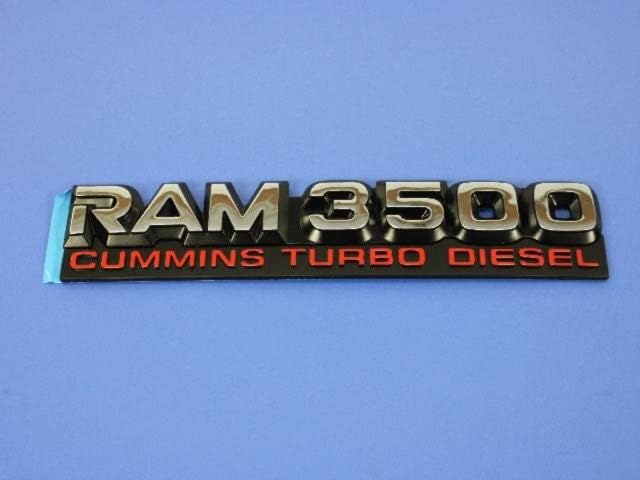 RAM 3500
CUMMINS TURBO DIESEL